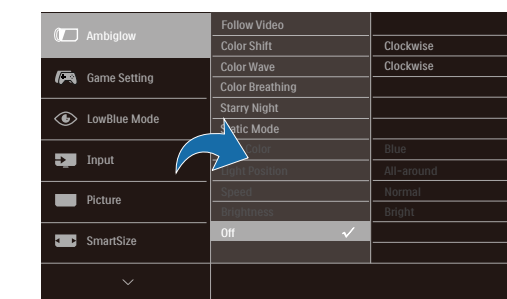 Ambiglow
Game Setting
LowBlue Mode
Input
Picture
SmartSize
Follow Video
Color Shift Clockwise
Color Wave Clockwise
Color Breathing
Starry Night
Static Mode
Color Blue
Light Position All-around
Speed Normal
Brightness Bright
Off